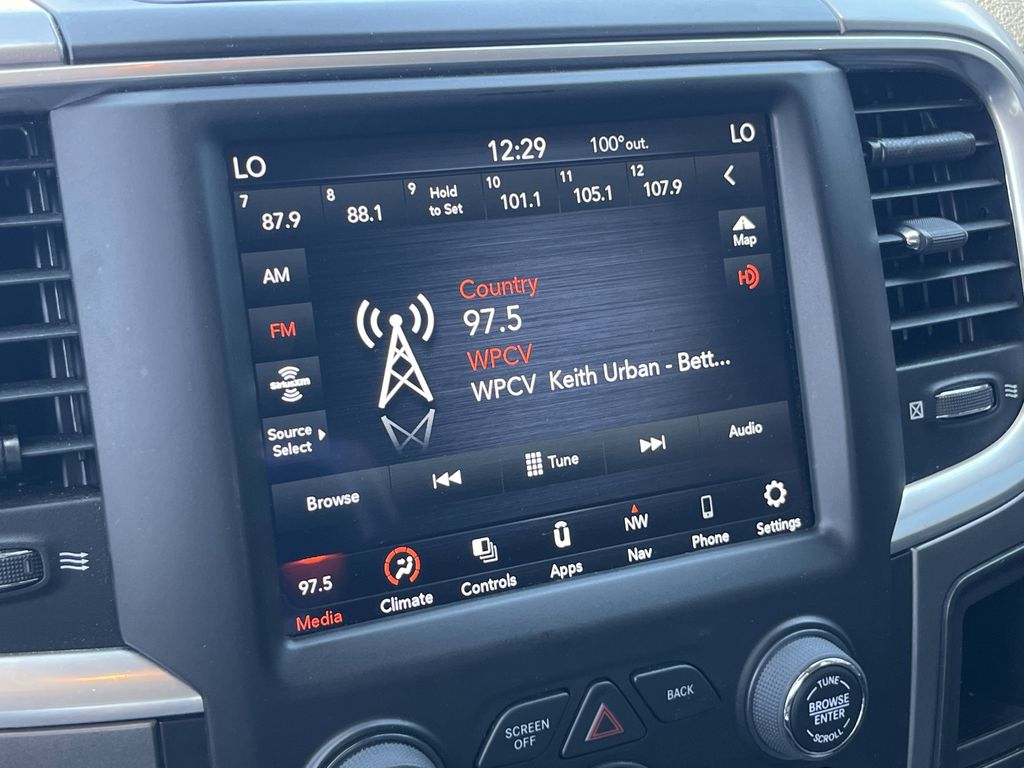 LO 12:29 100°out. LO
7 87.9 8 88.1 9 Hold to Set 10 101.1 11 105.1 12 107.9
Map
HD
AM
FM
SiriusXM
Source
Select
Country
97.5
WPCV
WPCV Keith Urban - Bett...
Browse Tune Audio
97.5 NW
Media Climate Controls Apps Nav Phone Settings
SCREEN
OFF
BACK
TUNE
BROWSE
ENTER
SCROLL